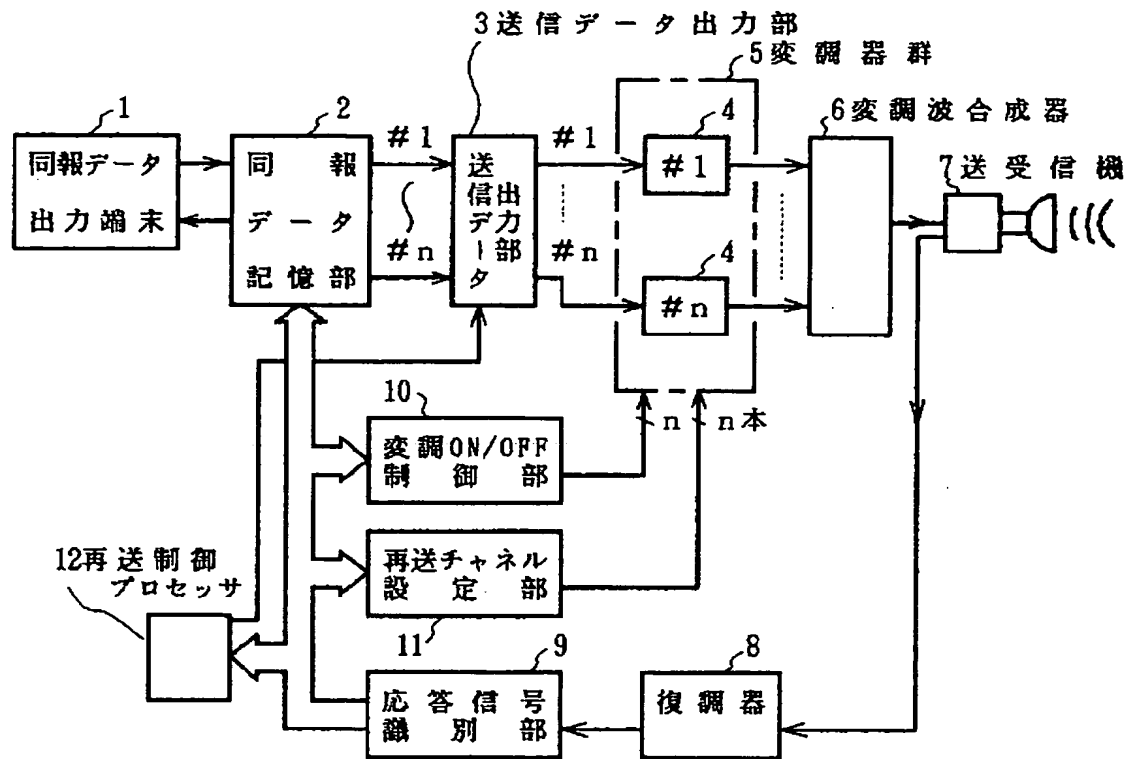 3送信データ出力部
5変調器群
1
2
4
6変調波合成器
7送受信機
同報データ
出力端末
同報
データ
記憶部
#1
#n
送信データ
出力部
#1
#n
#1
4
#n
10
n
n本
変調ON/OFF
制御部
12再送制御
プロセッサ
再送チャネル
設定部
11
9
8
応答信号
識別部
復調器